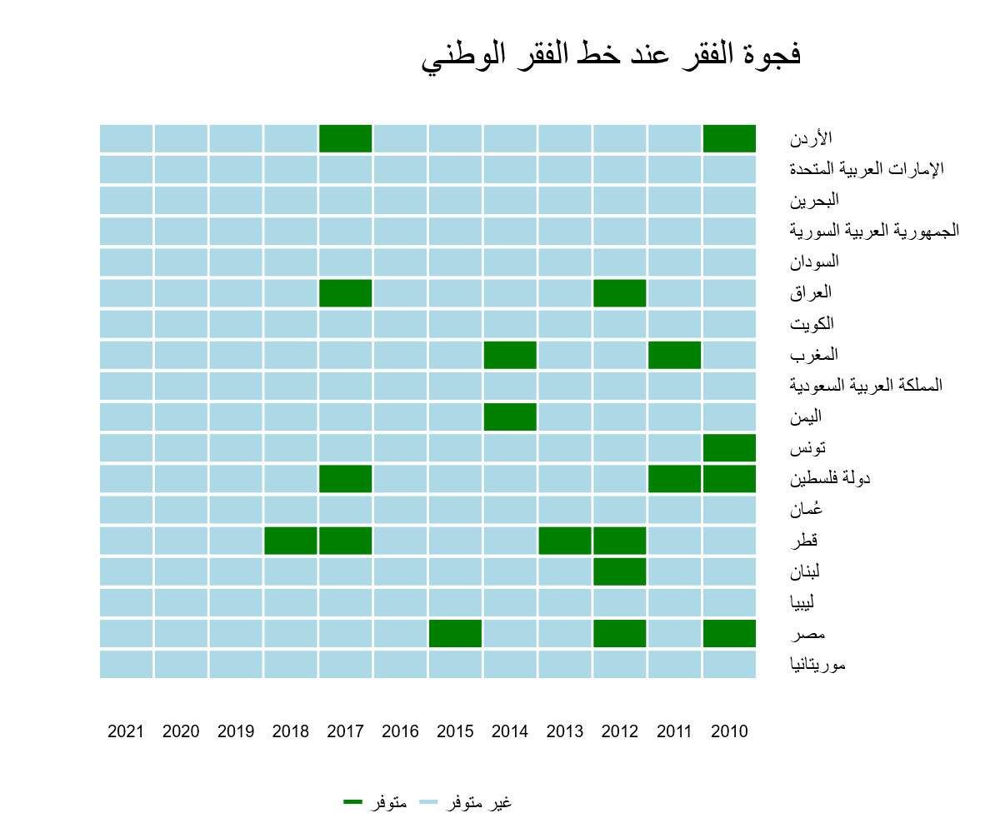 فجوة الفقر عند خط الفقر الوطني
الأردن
الإمارات العربية المتحدة
البحرين
الجمهورية العربية السورية
السودان
العراق
الكويت
المغرب
المملكة العربية السعودية
اليمن
تونس
دولة فلسطين
عُمان
قطر
لبنان
ليبيا
مصر
موريتانيا
2021 2020 2019 2018 2017 2016 2015 2014 2013 2012 2011 2010
متوفر غير متوفر